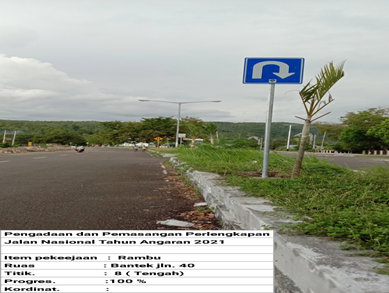 Pengadaan dan Pemasangan Perlengkapan
Jalan Nasional Tahun Angaran 2021
Item pekeejaan : Rambu
Ruas : Bantek jln. 40
Titik. : 8 ( Tengah)
Progres. :100 %
Kordinat. :